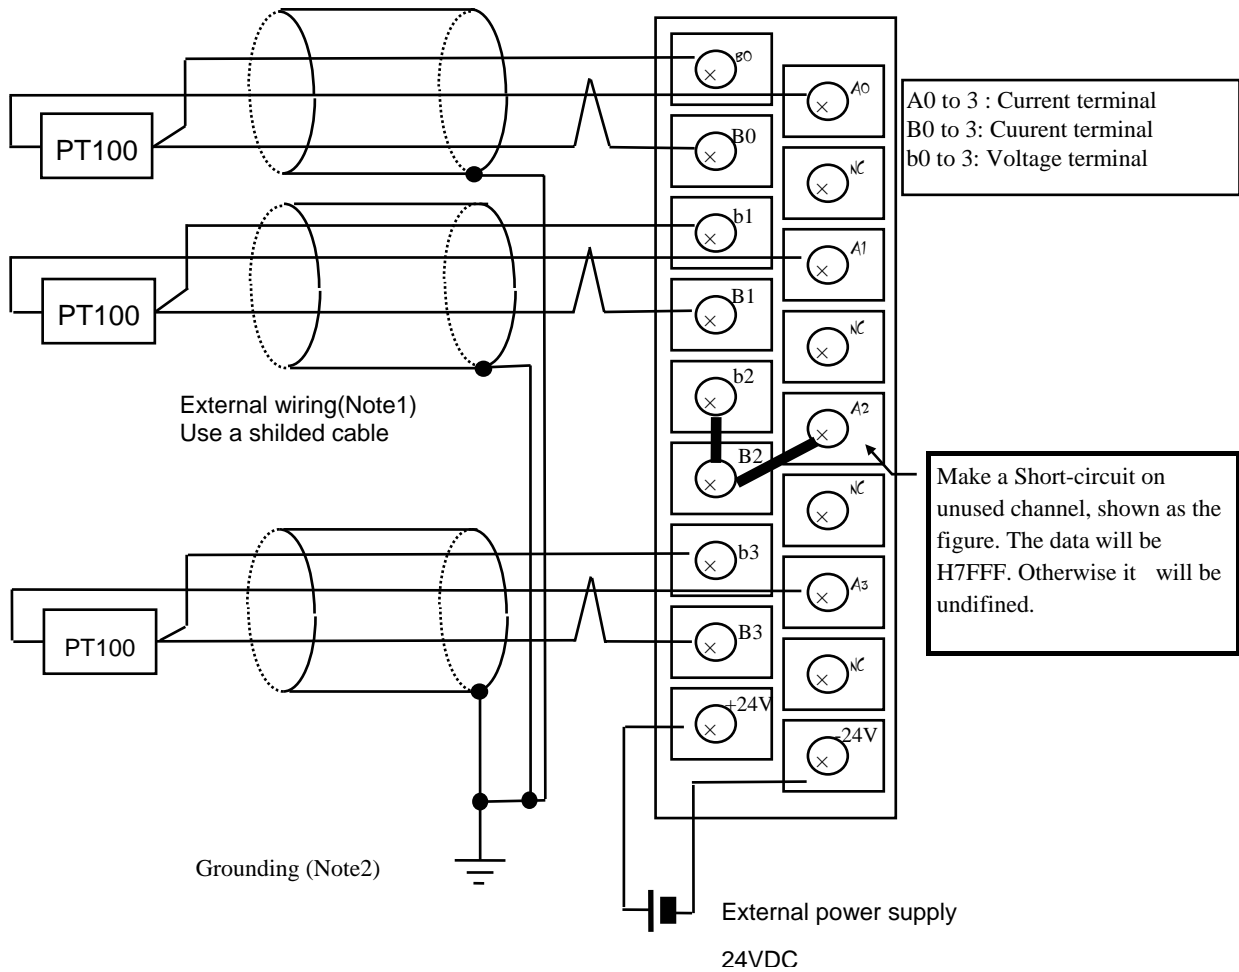 B0
A0
A0 to 3 : Current terminal
B0 to 3: Cuurent terminal
b0 to 3: Voltage terminal
PT100
B0
NC
b1
A1
PT100
B1
NC
b2
External wiring(Note1)
Use a shilded cable
A2
B2
Make a Short-circuit on
unused channel, shown as the
figure. The data will be
H7FFF. Otherwise it will be
undifined.
NC
b3
A3
PT100
B3
NC
+24V
-24V
Grounding (Note2)
External power supply
24VDC